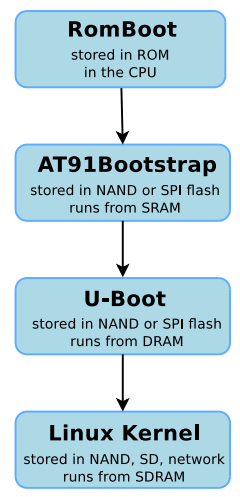 RomBoot
stored in ROM
in the CPU
AT91Bootstrap
stored in NAND or SPI flash
runs from SRAM
U-Boot
stored in NAND or SPI flash
runs from DRAM
Linux Kernel
stored in NAND, SD, network
runs from SDRAM